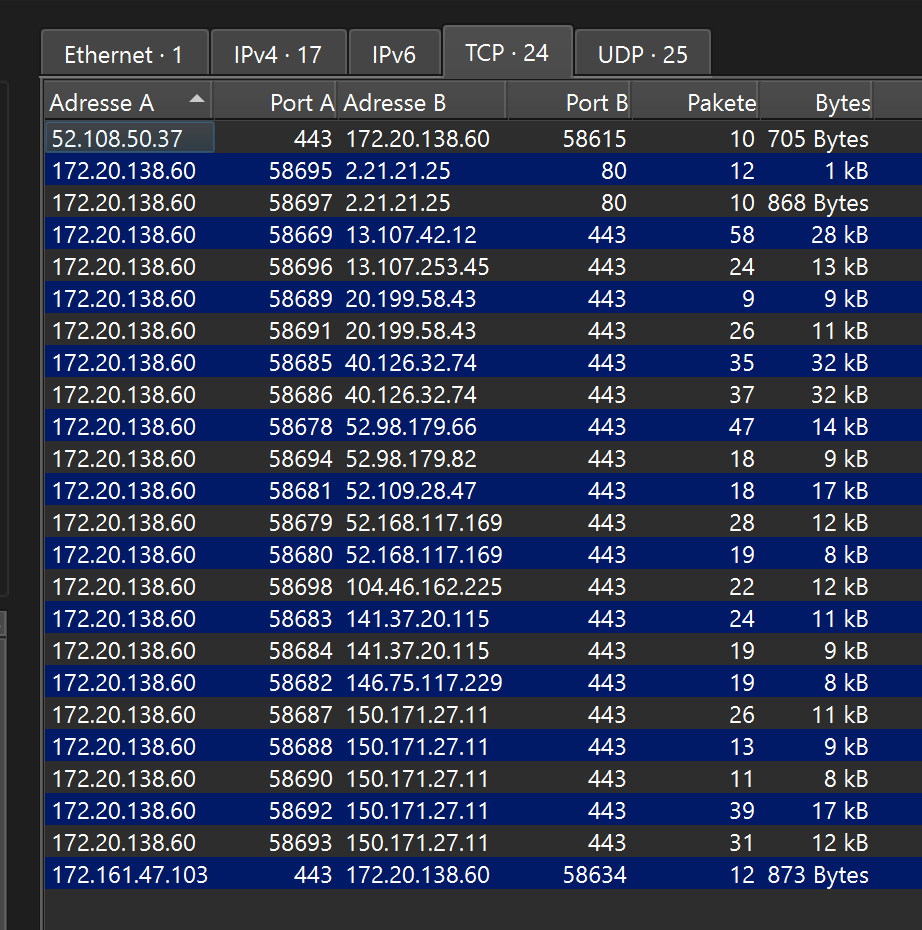 Ethernet · 1 IPv4 · 17 IPv6 TCP · 24 UDP · 25
Adresse A Port A Adresse B Port B Pakete Bytes
52.108.50.37 443 172.20.138.60 58615 10 705 Bytes
172.20.138.60 58695 2.21.21.25 80 12 1 kB
172.20.138.60 58697 2.21.21.25 80 10 868 Bytes
172.20.138.60 58669 13.107.42.12 443 58 28 kB
172.20.138.60 58696 13.107.253.45 443 24 13 kB
172.20.138.60 58689 20.199.58.43 443 9 9 kB
172.20.138.60 58691 20.199.58.43 443 26 11 kB
172.20.138.60 58685 40.126.32.74 443 35 32 kB
172.20.138.60 58686 40.126.32.74 443 37 32 kB
172.20.138.60 58678 52.98.179.66 443 47 14 kB
172.20.138.60 58694 52.98.179.82 443 18 9 kB
172.20.138.60 58681 52.109.28.47 443 18 17 kB
172.20.138.60 58679 52.168.117.169 443 28 12 kB
172.20.138.60 58680 52.168.117.169 443 19 8 kB
172.20.138.60 58698 104.46.162.225 443 22 12 kB
172.20.138.60 58683 141.37.20.115 443 24 11 kB
172.20.138.60 58684 141.37.20.115 443 19 9 kB
172.20.138.60 58682 146.75.117.229 443 19 8 kB
172.20.138.60 58687 150.171.27.11 443 26 11 kB
172.20.138.60 58688 150.171.27.11 443 13 9 kB
172.20.138.60 58690 150.171.27.11 443 11 8 kB
172.20.138.60 58692 150.171.27.11 443 39 17 kB
172.20.138.60 58693 150.171.27.11 443 31 12 kB
172.161.47.103 443 172.20.138.60 58634 12 873 Bytes